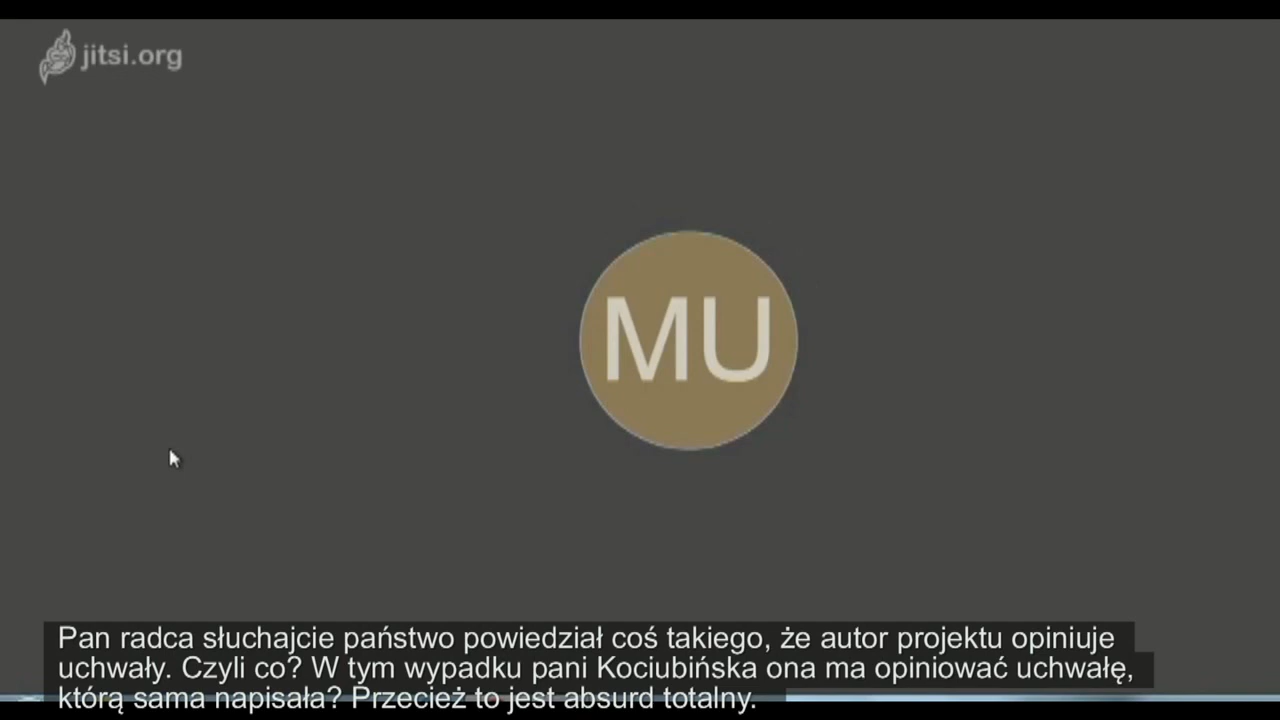 jitsi.org
MU
Pan radca słuchajcie państwo powiedział coś takiego, że autor projektu opiniuje
uchwały. Czyli co? W tym wypadku pani Kociubińska ona ma opiniować uchwałę,
którą sama napisała? Przecież to jest absurd totalny.